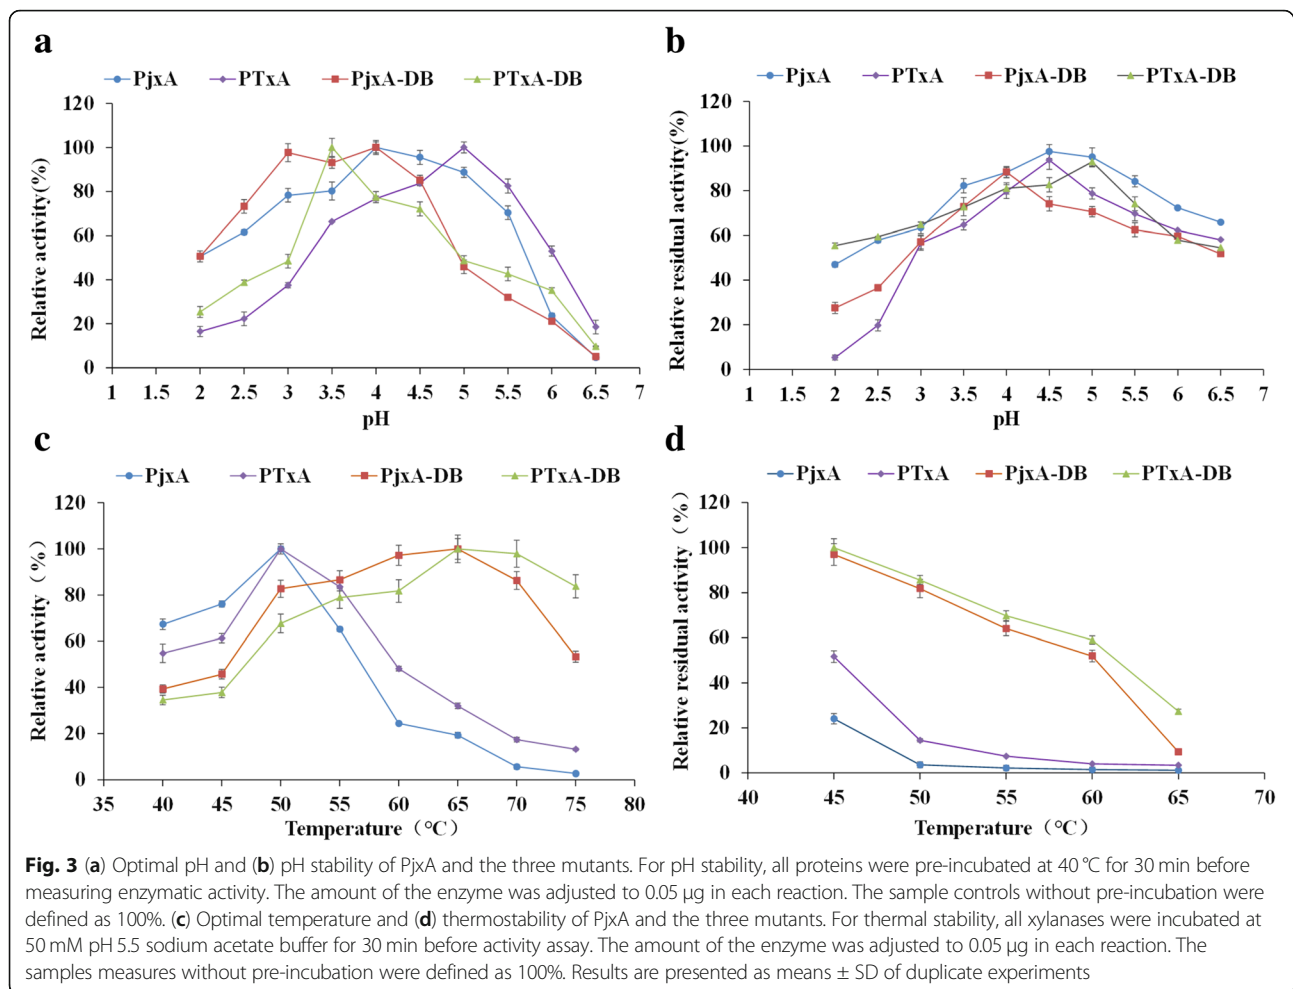 a
PjxA PTxA PjxA-DB PTxA-DB
Relative activity(%)
120
100
80
60
40
20
0
1 1.5 2 2.5 3 3.5 4 4.5 5 5.5 6 6.5 7
pH
b
PjxA PTxA PjxA-DB PTxA-DB
Relative residual activity(%)
120
100
80
60
40
20
0
1 1.5 2 2.5 3 3.5 4 4.5 5 5.5 6 6.5 7
pH
c
PjxA PTxA PjxA-DB PTxA-DB
Relative activity（%）
120
100
80
60
40
20
0
35 40 45 50 55 60 65 70 75 80
Temperature（°C）
d
PjxA PTxA PjxA-DB PTxA-DB
Relative residual activity（%）
120
100
80
60
40
20
0
40 45 50 55 60 65 70
Temperature（°C）
Fig. 3 (a) Optimal pH and (b) pH stability of PjxA and the three mutants. For pH stability, all proteins were pre-incubated at 40 °C for 30 min before
measuring enzymatic activity. The amount of the enzyme was adjusted to 0.05 μg in each reaction. The sample controls without pre-incubation were
defined as 100%. (c) Optimal temperature and (d) thermostability of PjxA and the three mutants. For thermal stability, all xylanases were incubated at
50 mM pH 5.5 sodium acetate buffer for 30 min before activity assay. The amount of the enzyme was adjusted to 0.05 μg in each reaction. The
samples measures without pre-incubation were defined as 100%. Results are presented as means ± SD of duplicate experiments